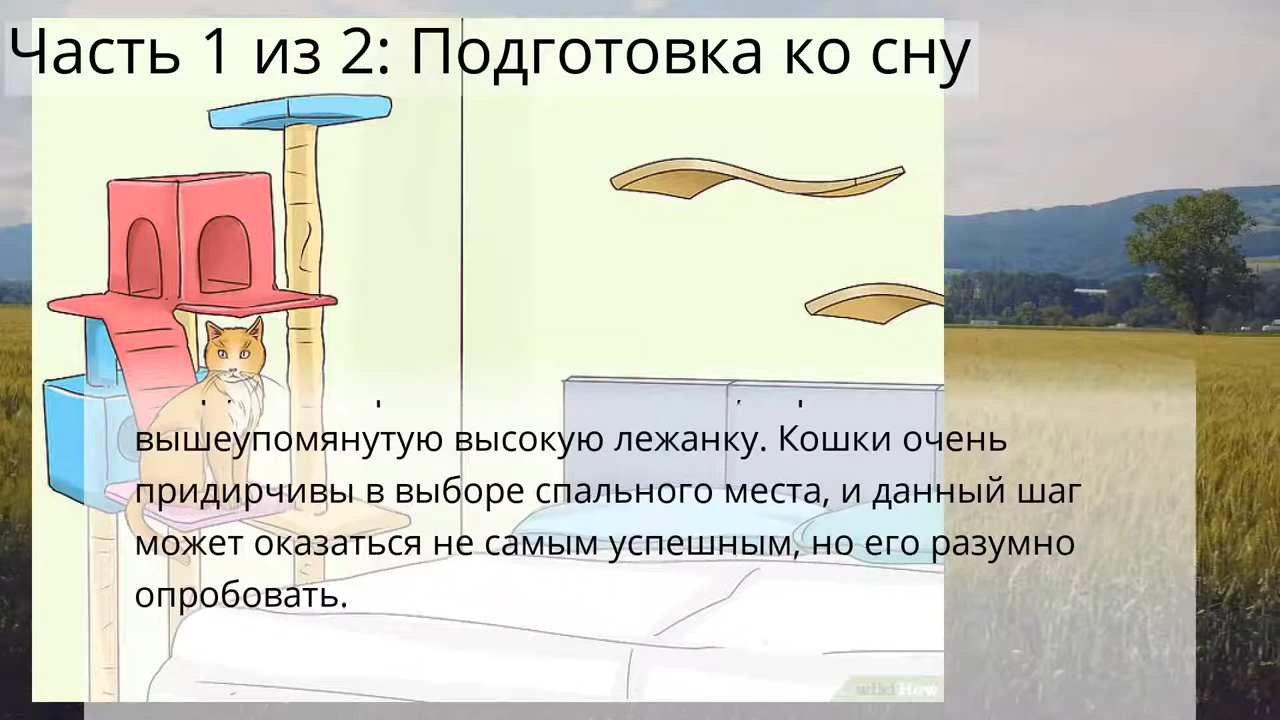 Часть 1 из 2: Подготовка ко сну
вышеупомянутую высокую лежанку. Кошки очень
придирчивы в выборе спального места, и данный шаг
может оказаться не самым успешным, но его разумно
опробовать.
wikiHow